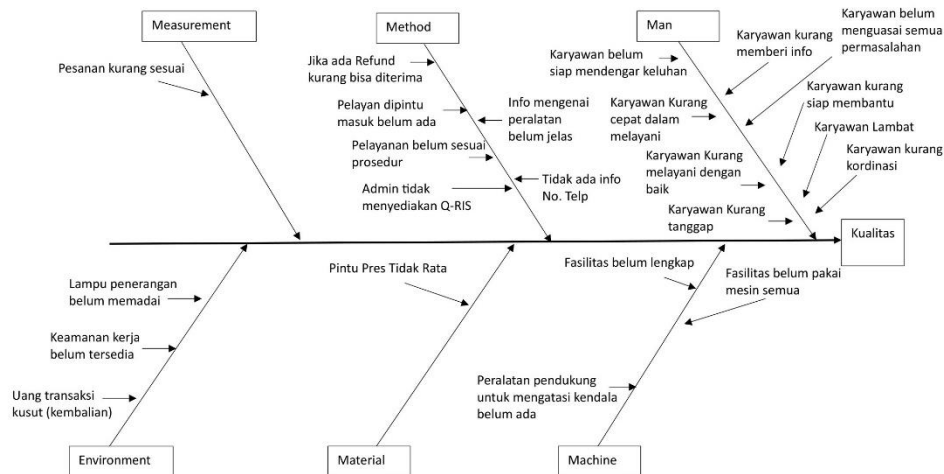 Measurement
Method
Man
Pesanan kurang sesuai
Jika ada Refund
kurang bisa diterima
Pelayan dipintu
masuk belum ada
Info mengenai
peralatan
belum jelas
Pelayanan belum sesuai
prosedur
Admin tidak
menyediakan Q-RIS
Tidak ada info
No. Telp
Karyawan belum
siap mendengar keluhan
Karyawan kurang
memberi info
Karyawan belum
menguasai semua
permasalahan
Karyawan Kurang
cepat dalam
melayani
Karyawan kurang
siap membantu
Karyawan Lambat
Karyawan Kurang
melayani dengan
baik
Karyawan kurang
kordinasi
Karyawan Kurang
tanggap
Kualitas
Lampu penerangan
belum memadai
Keamanan kerja
belum tersedia
Uang transaksi
kusut (kembalian)
Pintu Pres Tidak Rata
Fasilitas belum lengkap
Fasilitas belum pakai
mesin semua
Peralatan pendukung
untuk mengatasi kendala
belum ada
Environment
Material
Machine